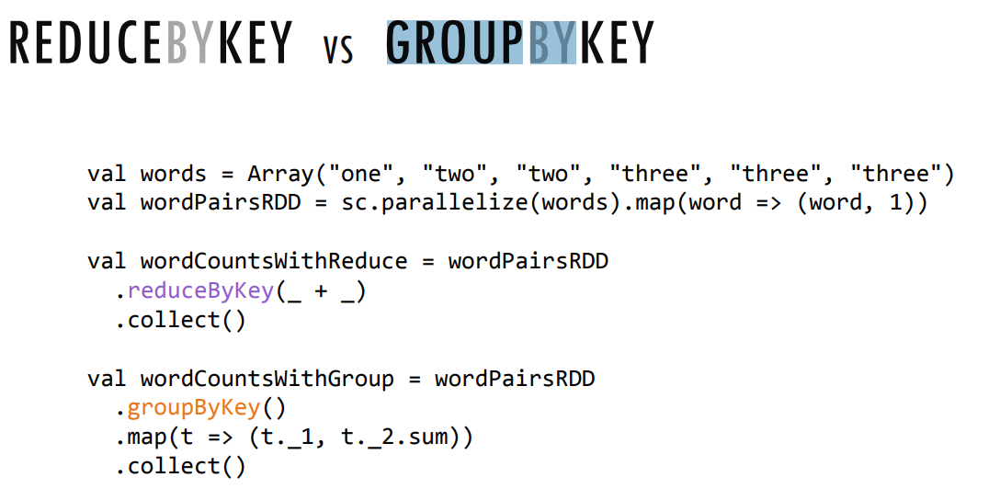 REDUCEBYKEY VS GROUPBYKEY
val words = Array("one", "two", "two", "three", "three", "three")
val wordPairsRDD = sc.parallelize(words).map(word => (word, 1))
val wordCountsWithReduce = wordPairsRDD
.reduceByKey(_ + _)
.collect()
val wordCountsWithGroup = wordPairsRDD
.groupByKey()
.map(t => (t._1, t._2.sum))
.collect()